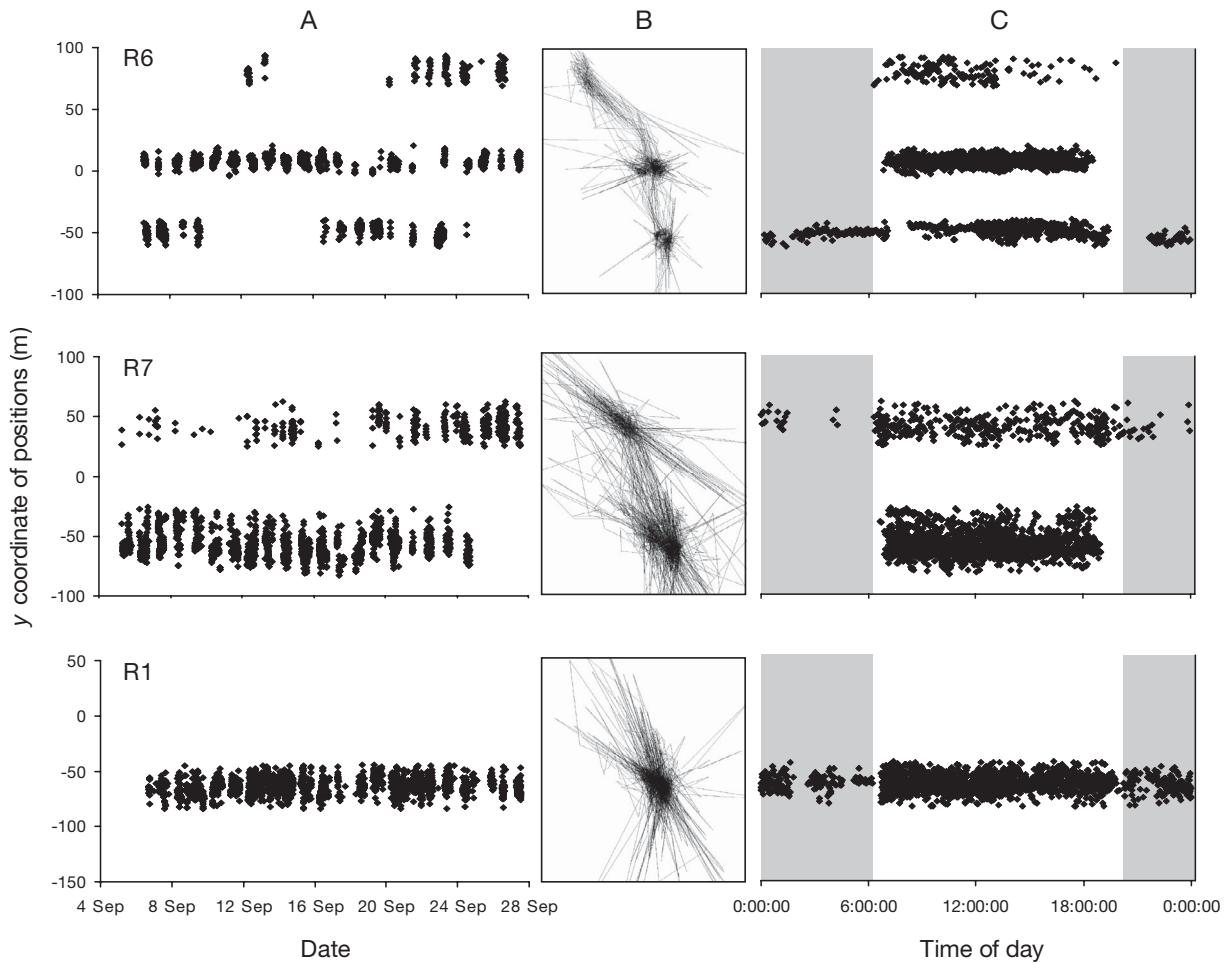 A B C
R6
100
50
0
-50
-100
R7
100
50
0
-50
-100
y coordinate of positions (m)
R1
50
0
-50
-100
-150
4 Sep 8 Sep 12 Sep 16 Sep 20 Sep 24 Sep 28 Sep
0:00:00 6:00:00 12:00:00 18:00:00 0:00:00
Date
Time of day